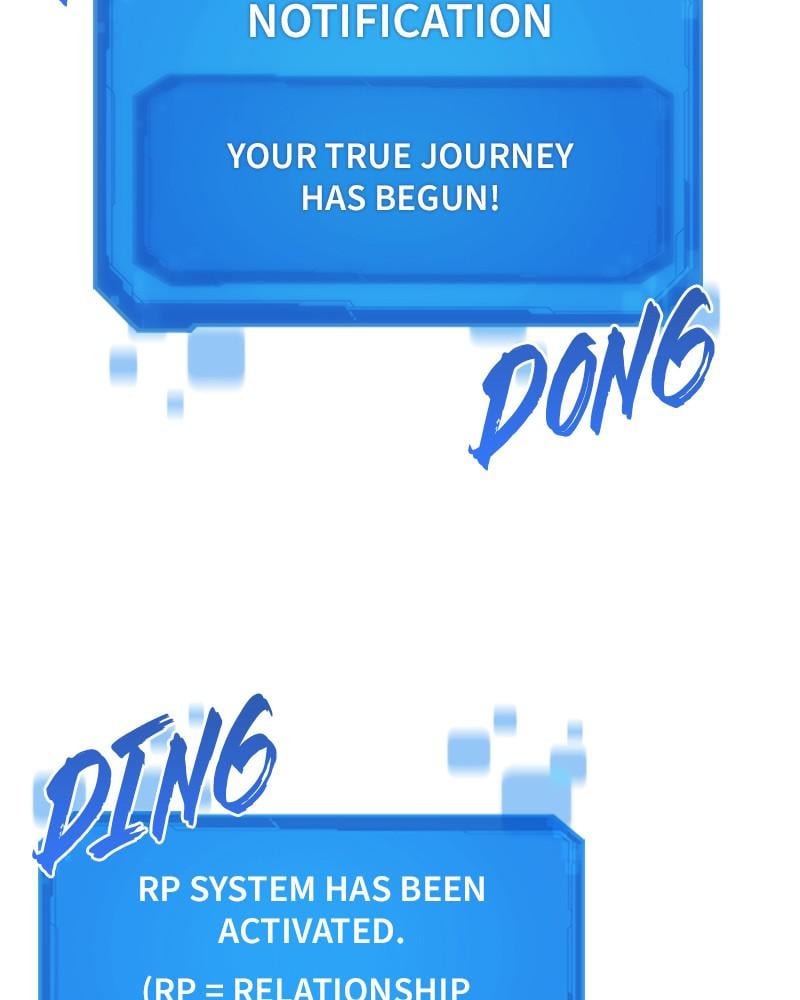 NOTIFICATION
YOUR TRUE JOURNEY
HAS BEGUN!
DONG
DING
RP SYSTEM HAS BEEN
ACTIVATED.
(RP = RELATIONSHIP